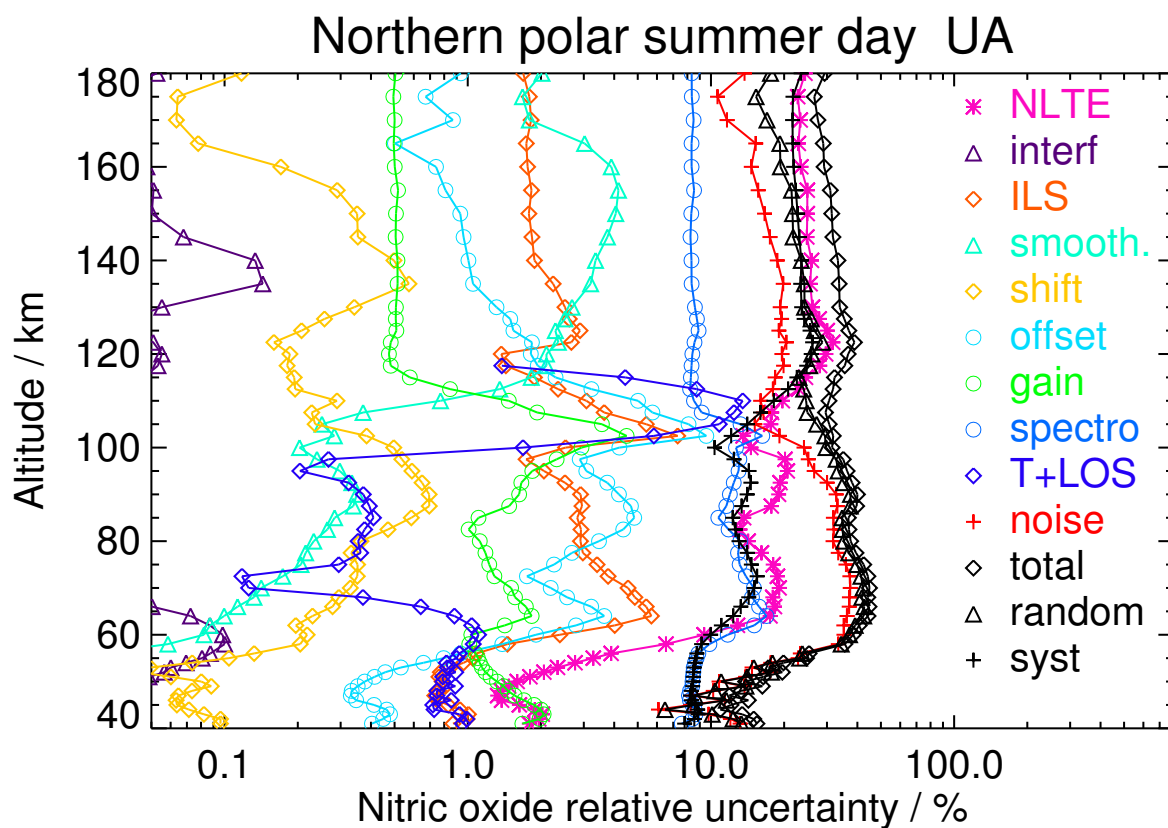 Northern polar summer day UA
180
160
140
120
100
80
60
40
Altitude / km
0.1
1.0
10.0
100.0
Nitric oxide relative uncertainty / %
NLTE
interf
ILS
smooth.
shift
offset
gain
spectro
T+LOS
noise
total
random
syst